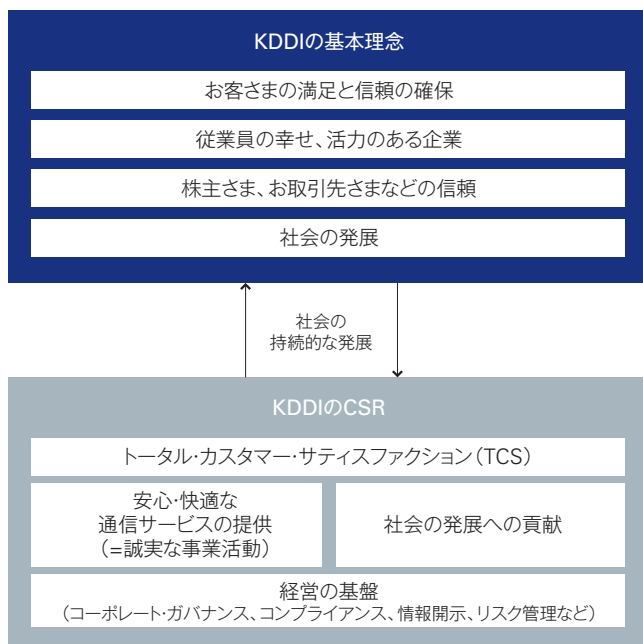 KDDIの基本理念
お客さまの満足と信頼の確保
従業員の幸せ、活力のある企業
株主さま、お取引先さまなどの信頼
社会の発展
社会の
持続的な発展
KDDIのCSR
トータル・カスタマー・サティスファクション（TCS）
安心・快適な
通信サービスの提供
（=誠実な事業活動）
社会の発展への貢献
経営の基盤
（コーポレート・ガバナンス、コンプライアンス、情報開示、リスク管理など）